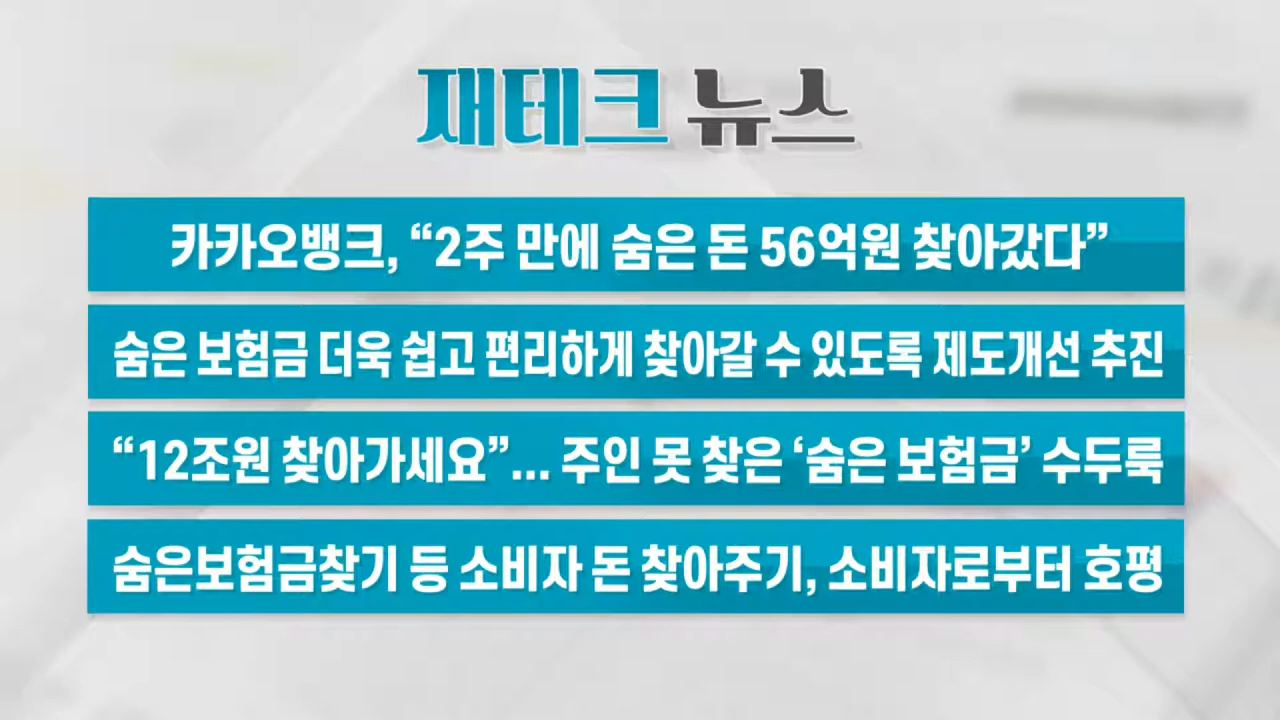 재테크 뉴스
카카오뱅크, “2주 만에 숨은 돈 56억원 찾아갔다”
숨은 보험금 더욱 쉽고 편리하게 찾아갈 수 있도록 제도개선 추진
“12조원 찾아가세요”... 주인 못 찾은 ‘숨은 보험금’ 수두룩
숨은보험금찾기 등 소비자 돈 찾아주기, 소비자로부터 호평